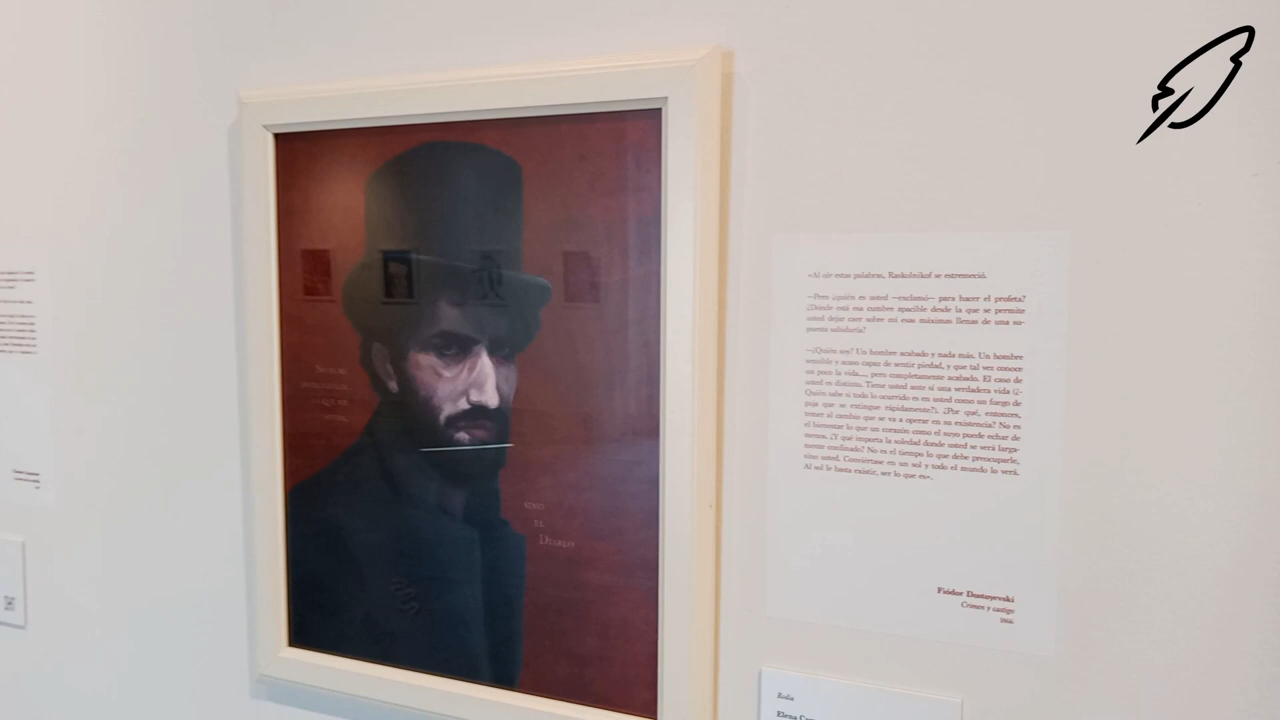 SINO
EL
DIABLO
«Al oír estas palabras, Raskolnikof se estremeció.
—Pero ¿quién es usted —exclamó— para hacer el profeta?
¿Dónde está esa cumbre apacible desde la que se permite
usted dejar caer sobre mí esas máximas llenas de una su-
puesta sabiduría?
—¿Quién soy? Un hombre acabado y nada más. Un hombre
sensible y acaso capaz de sentir piedad, y que tal vez conoce
un poco la vida..., pero completamente acabado. El caso de
usted es distinto. Tiene usted ante sí una verdadera vida (¿-
Quién sabe si todo lo ocurrido es en usted como un fuego de
paja que se extingue rápidamente?). ¿Por qué, entonces,
temer al cambio que se va a operar en su existencia? No es
el bienestar lo que un corazón como el suyo puede echar de
menos. ¿Y qué importa la soledad donde usted se verá larga-
mente confinado? No es el tiempo lo que debe preocuparle,
sino usted. Conviértase en un sol y todo el mundo lo verá.
Al sol le basta existir, ser lo que es».
Fiódor Dostoyevski
Crimen y castigo
1866
Rodia
Elena